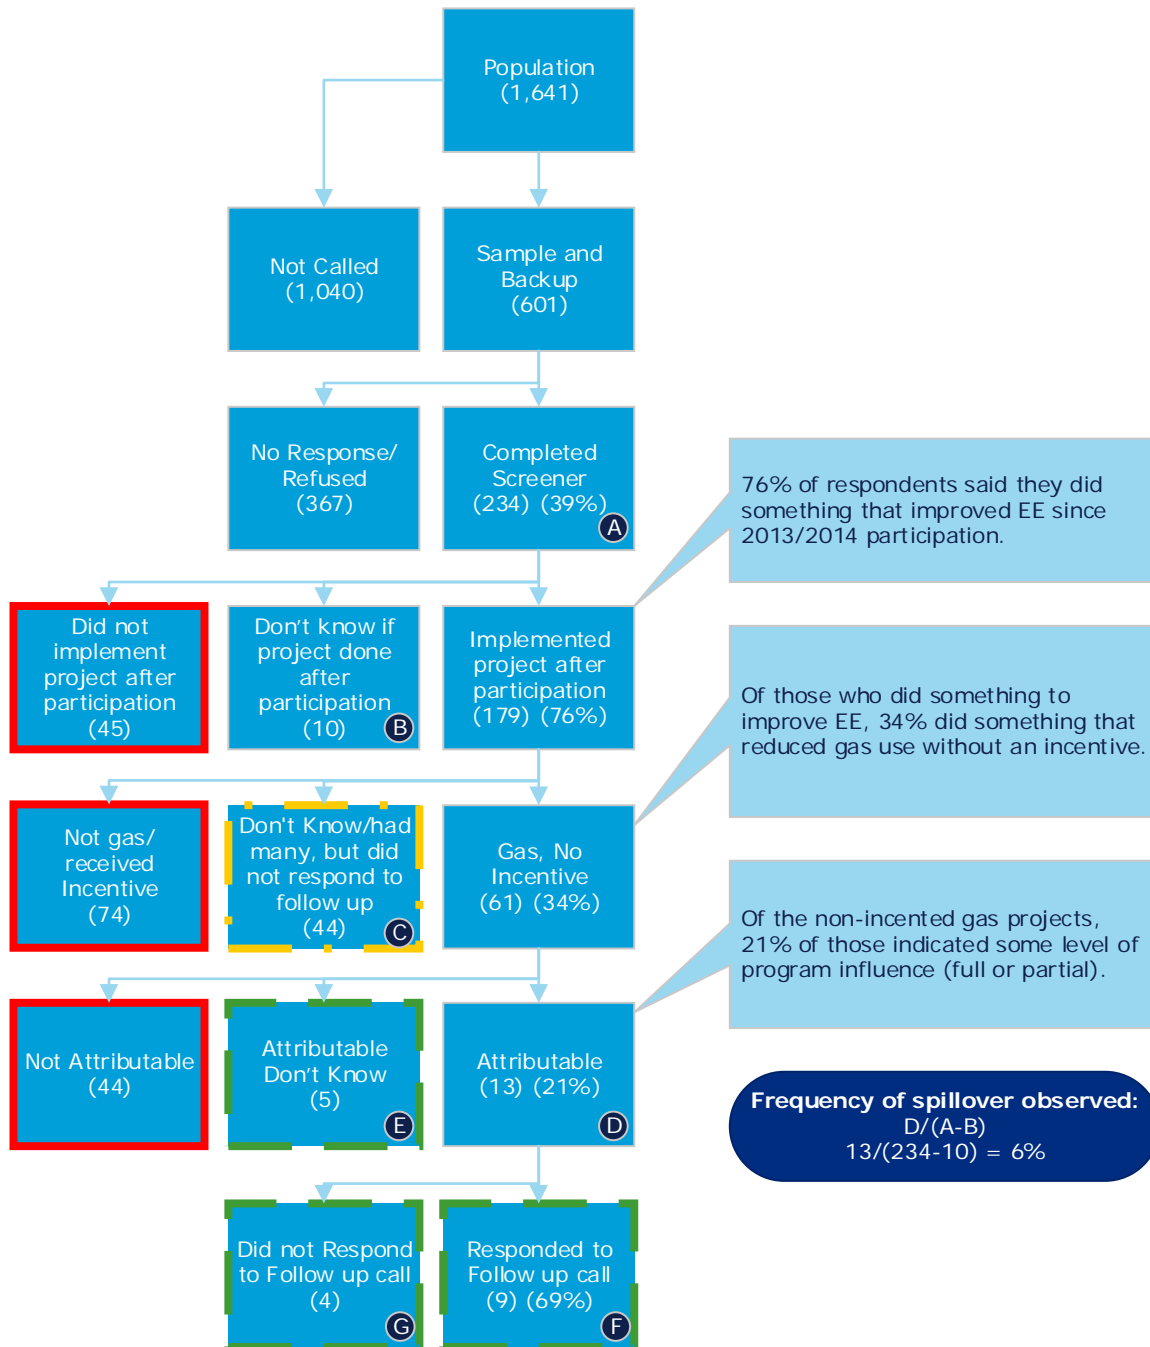 Population
(1,641)
Not Called
(1,040)
Sample and
Backup
(601)
No Response/
Refused
(367)
Completed
Screener
(234) (39%)
A
76% of respondents said they did
something that improved EE since
2013/2014 participation.
Did not
implement
project after
participation
(45)
Don't know if
project done
after
participation
(10)
B
Implemented
project after
participation
(179) (76%)
Of those who did something to
improve EE, 34% did something that
reduced gas use without an incentive.
Not gas/
received
Incentive
(74)
Don't Know/had
many, but did
not respond to
follow up
(44)
C
Gas, No
Incentive
(61) (34%)
Of the non-incented gas projects,
21% of those indicated some level of
program influence (full or partial).
Not Attributable
(44)
Attributable
Don't Know
(5)
E
Attributable
(13) (21%)
D
Frequency of spillover observed:
D/(A-B)
13/(234-10) = 6%
Did not Respond
to Follow up call
(4)
G
Responded to
Follow up call
(9) (69%)
F